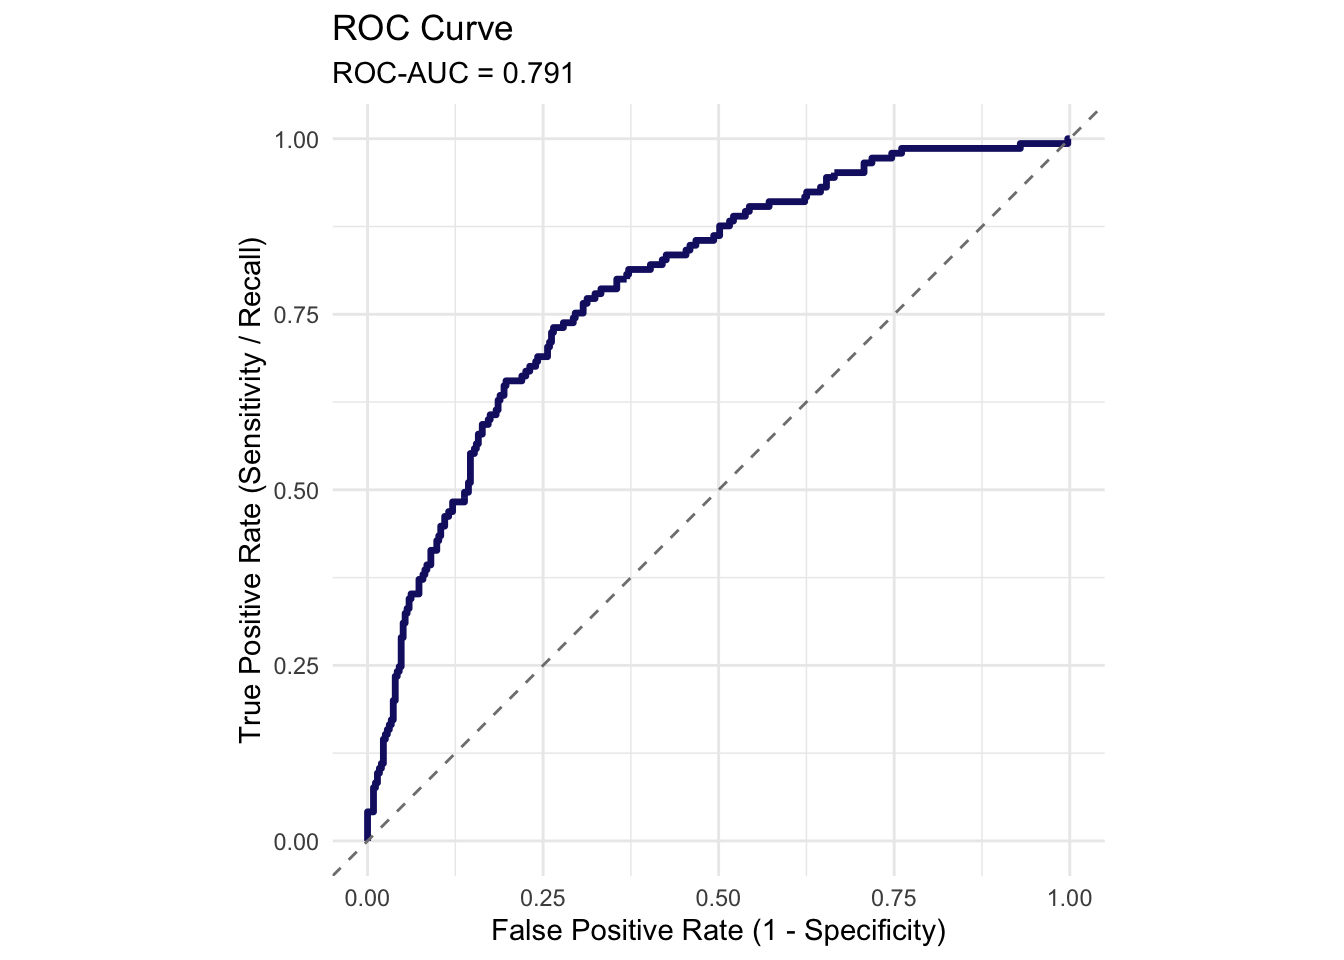 ROC Curve
ROC-AUC = 0.791
True Positive Rate (Sensitivity / Recall)
1.00
0.75
0.50
0.25
0.00
0.00 0.25 0.50 0.75 1.00
False Positive Rate (1 - Specificity)